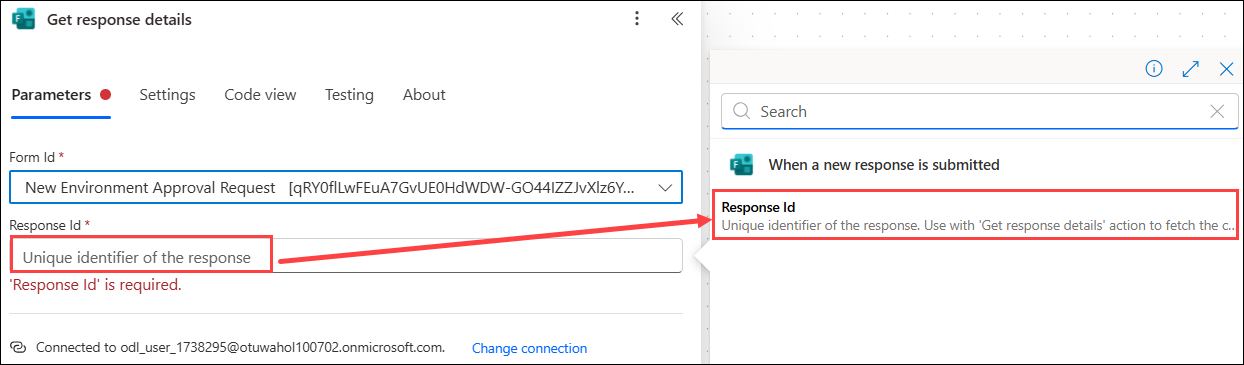 Get response details
Parameters
Settings
Code view
Testing
About
Form Id *
New Environment Approval Request [qRY0flLwFEuA7GvUE0HdWDW-GO44IZZJvXlz6Y...
Response Id *
Unique identifier of the response
'Response Id' is required.
Connected to odl_user_1738295@otuwahol100702.onmicrosoft.com. Change connection
Search
When a new response is submitted
Response Id
Unique identifier of the response. Use with 'Get response details' action to fetch the c...